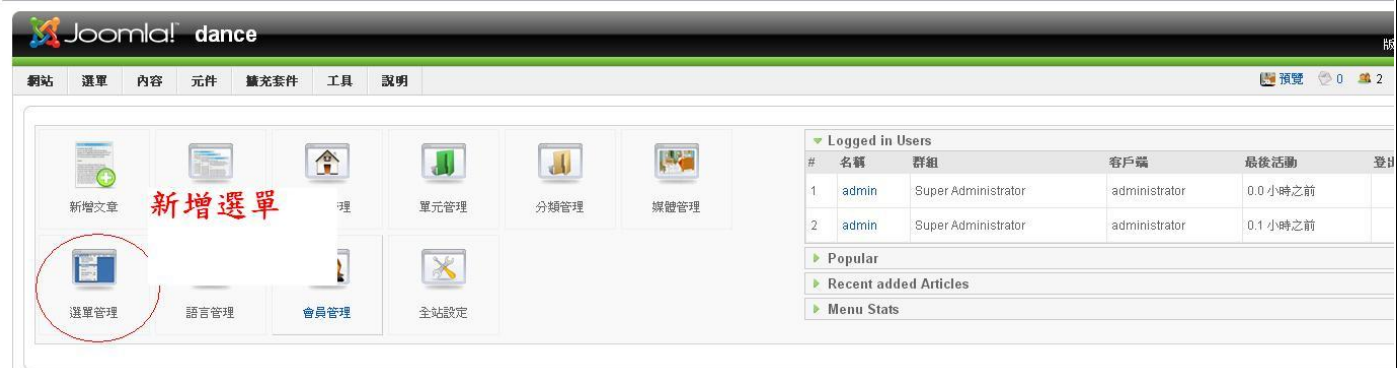 Joomla! dance
版
網站 選單 內容 元件 擴充套件 工具 說明
預覽 0 2
新增文章 理 單元管理 分類管理 媒體管理
新增選單
選單管理 語言管理 會員管理 全站設定
Logged in Users
# 名稱 群組 客戶端 最後活動 登出
1 admin Super Administrator administrator 0.0 小時之前
2 admin Super Administrator administrator 0.1 小時之前
Popular
Recent added Articles
Menu Stats